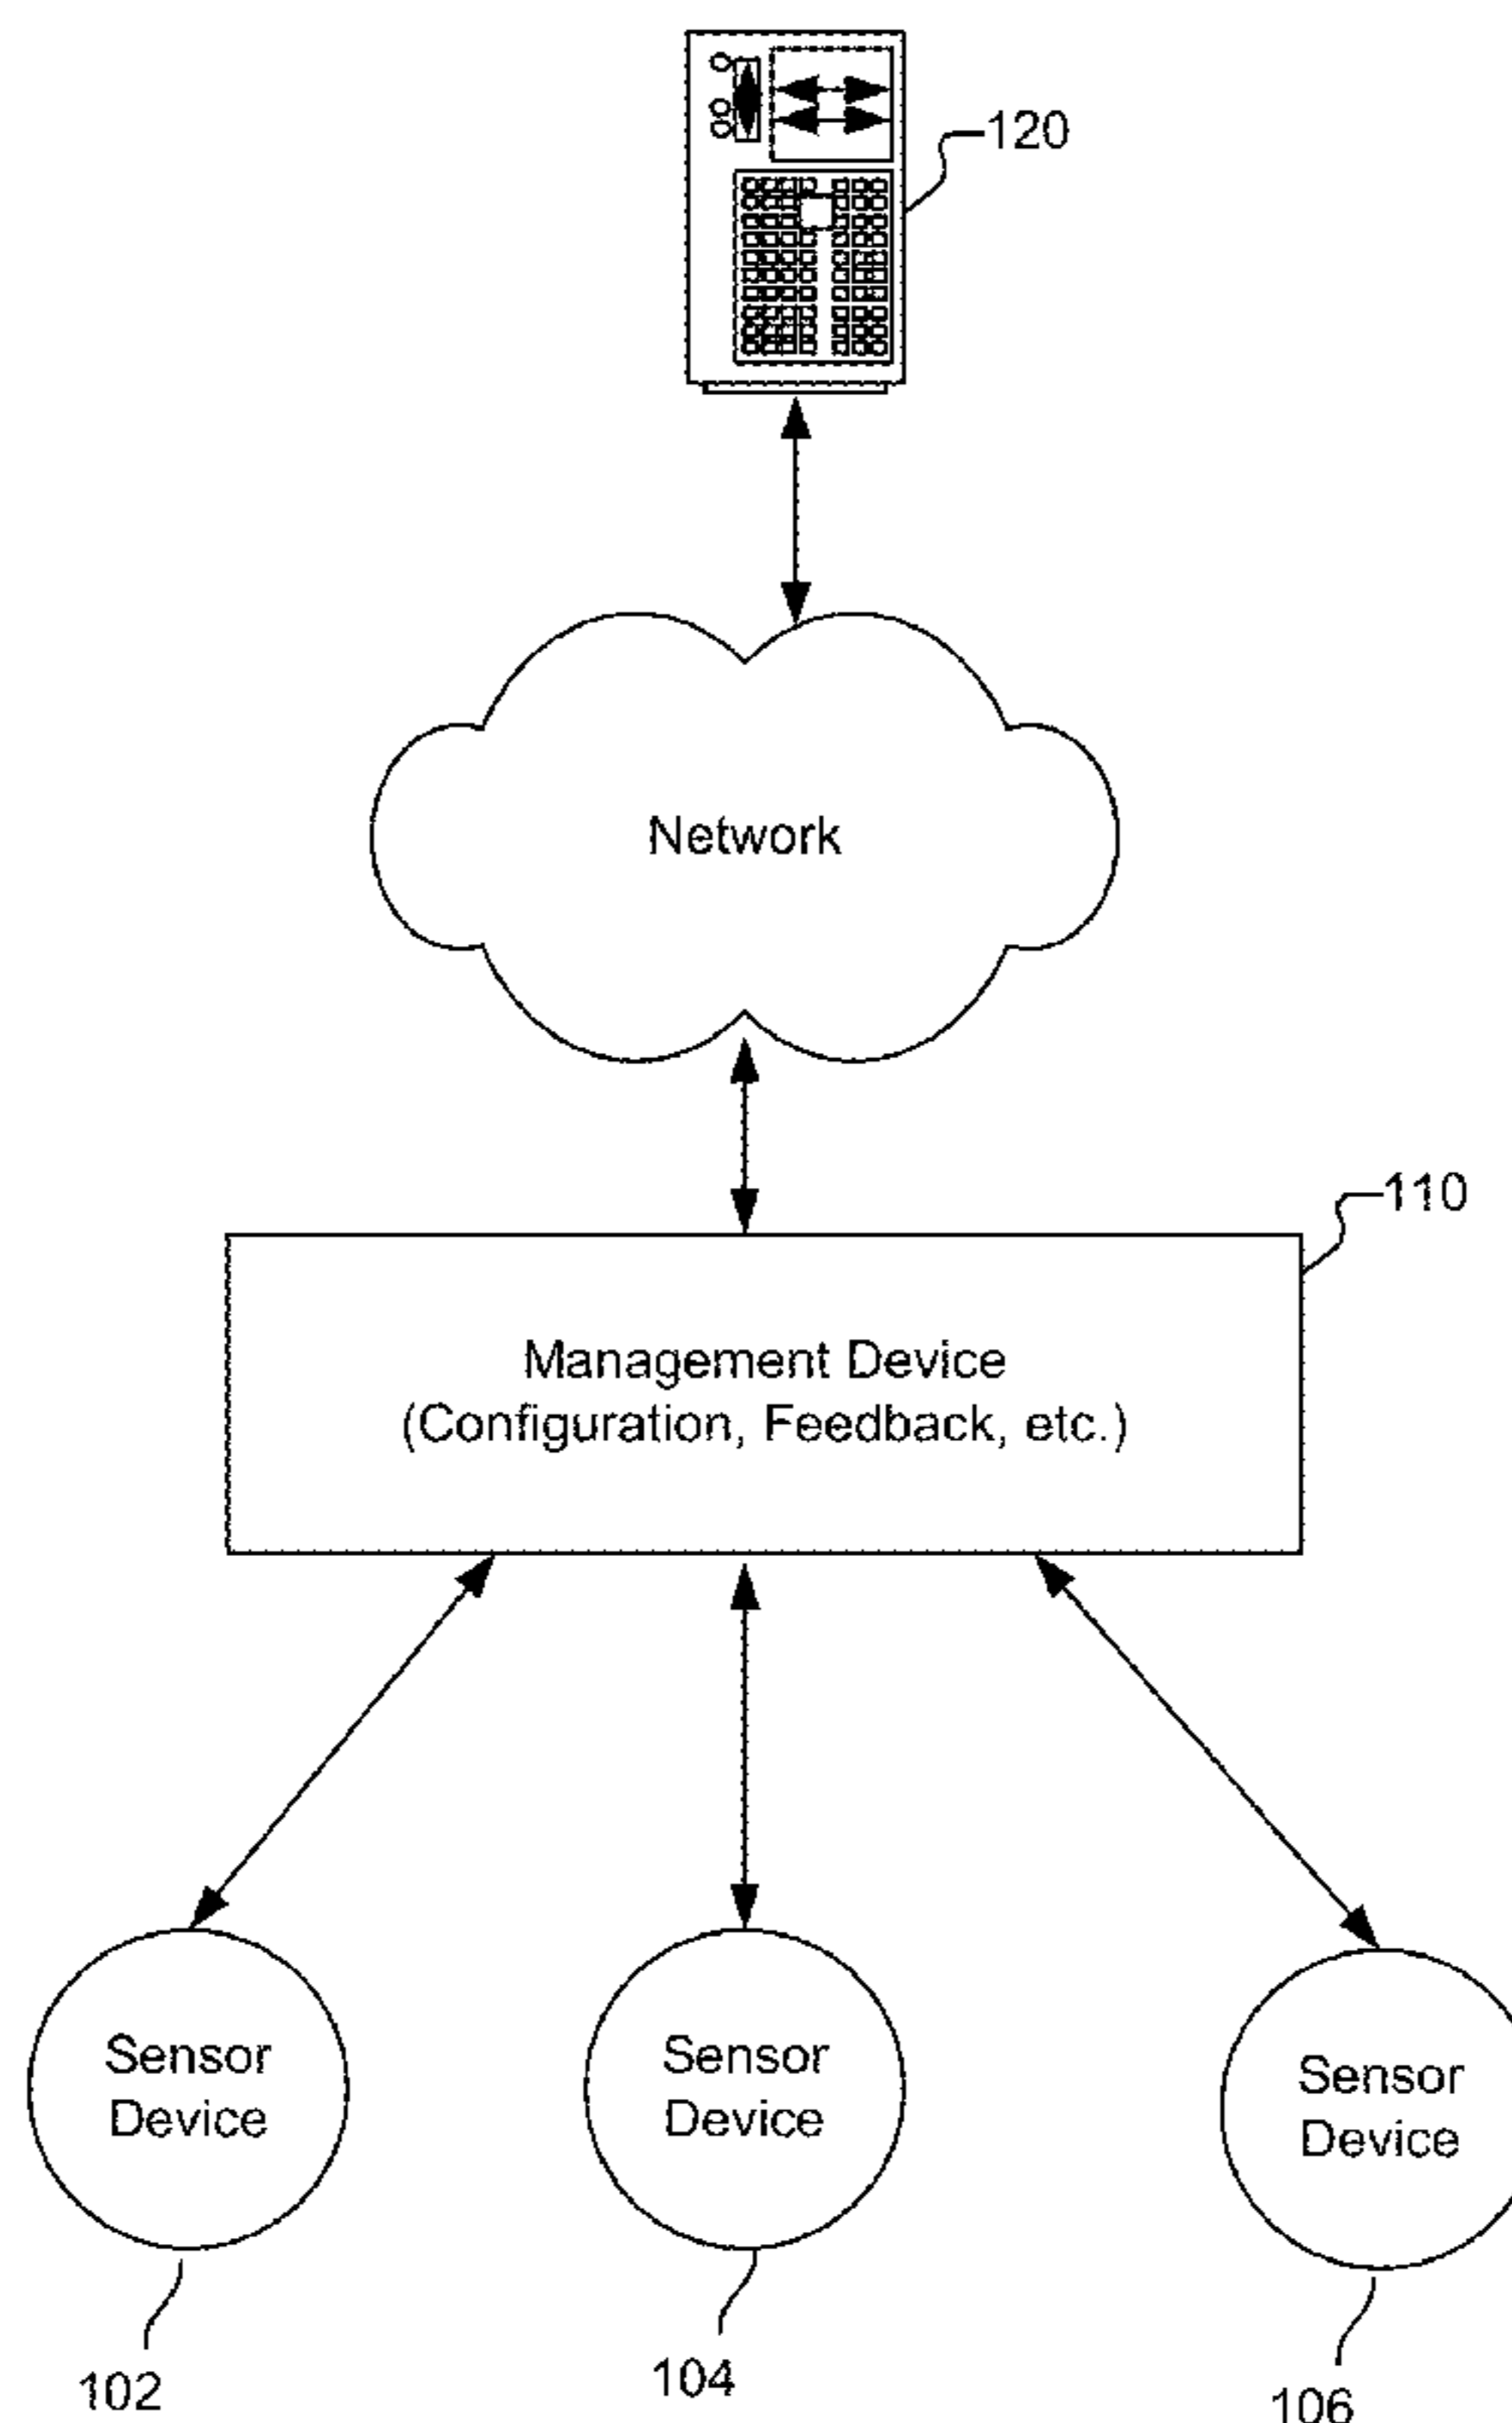 120
Network
110
Management Device
(Configuration, Feedback, etc.)
Sensor
Device
Sensor
Device
Sensor
Device
102
104
106